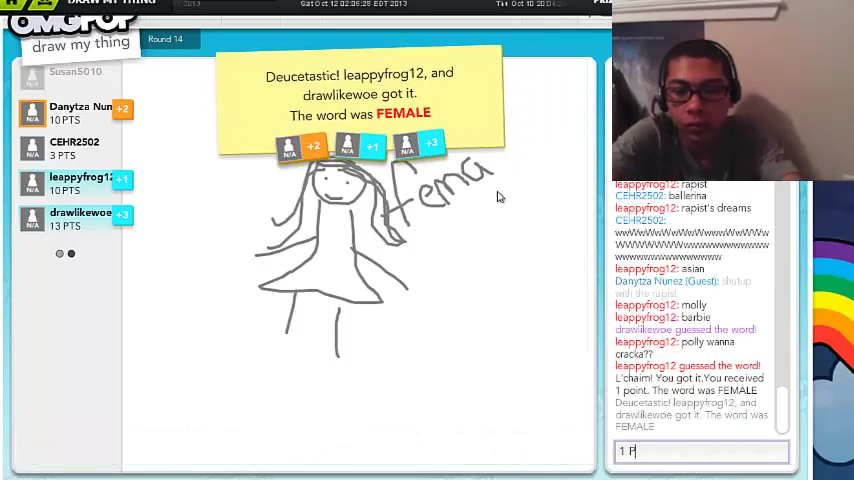 DRAW MY THING
Sat Oct 12 02:05:28 EDT 2013
OMGPOP
draw my thing
Round 14
Susan5010
N/A
Danytza Nun
+2
10 PTS
N/A
CEHR2502
3 PTS
N/A
leappyfrog12
+1
10 PTS
N/A
drawlikewoe
+3
13 PTS
N/A
Deucetastic! leappyfrog12, and
drawlikewoe got it.
The word was FEMALE
N/A +2
N/A +1
N/A +3
Fema
leappyfrog12: rapist
CEHR2502: ballerina
leappyfrog12: rapist's dreams
CEHR2502:
leappyfrog12: asian
Danytza Nunez (Guest): shutup
with the rapist
leappyfrog12: molly
leappyfrog12: barbie
drawlikewoe guessed the word!
leappyfrog12: polly wanna
cracka??
leappyfrog12 guessed the word!
L'chaim! You got it.You received
1 point. The word was FEMALE
Deucetastic! leappyfrog12, and
drawlikewoe got it. The word was
FEMALE
1 P